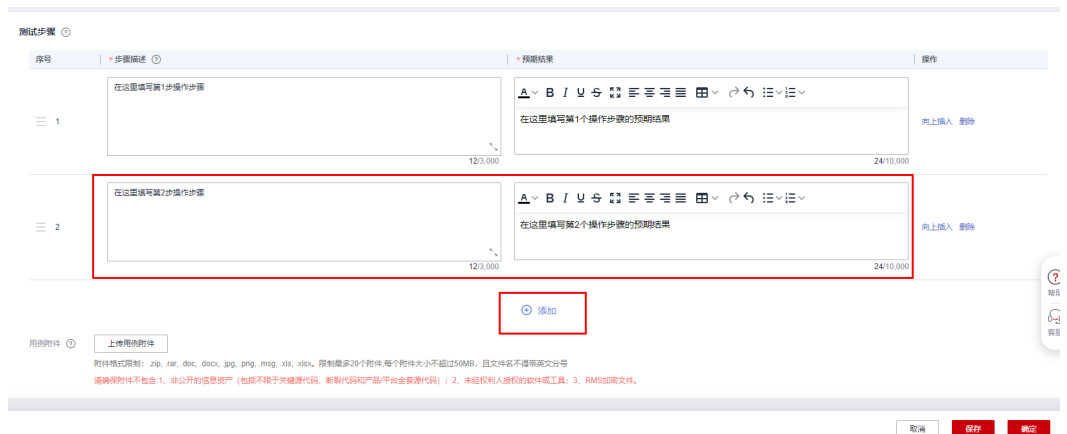 测试步骤 ?
序号 * 步骤描述 ? * 预期结果 操作
1 在这里填写第1步操作步骤 A B I U S 在这里填写第1个操作步骤的预期结果 向上插入 删除
12/3,000 24/10,000
2 在这里填写第2步操作步骤 A B I U S 在这里填写第2个操作步骤的预期结果 向上插入 删除
12/3,000 24/10,000
添加
?
帮助
客服
用例附件 ? 上传用例附件
附件格式限制: .zip, .rar, .doc, .docx, .jpg, .png, .msg, .xls, .xlsx。限制最多20个附件,每个附件大小不超过50MB，且文件名不得带英文分号
请确保附件不包含:1、非公开的信息资产（包括不限于关键源代码、断裂代码和产品/平台全套源代码）; 2、未经权利人授权的软件或工具; 3、RMS加密文件。
取消 保存 确定